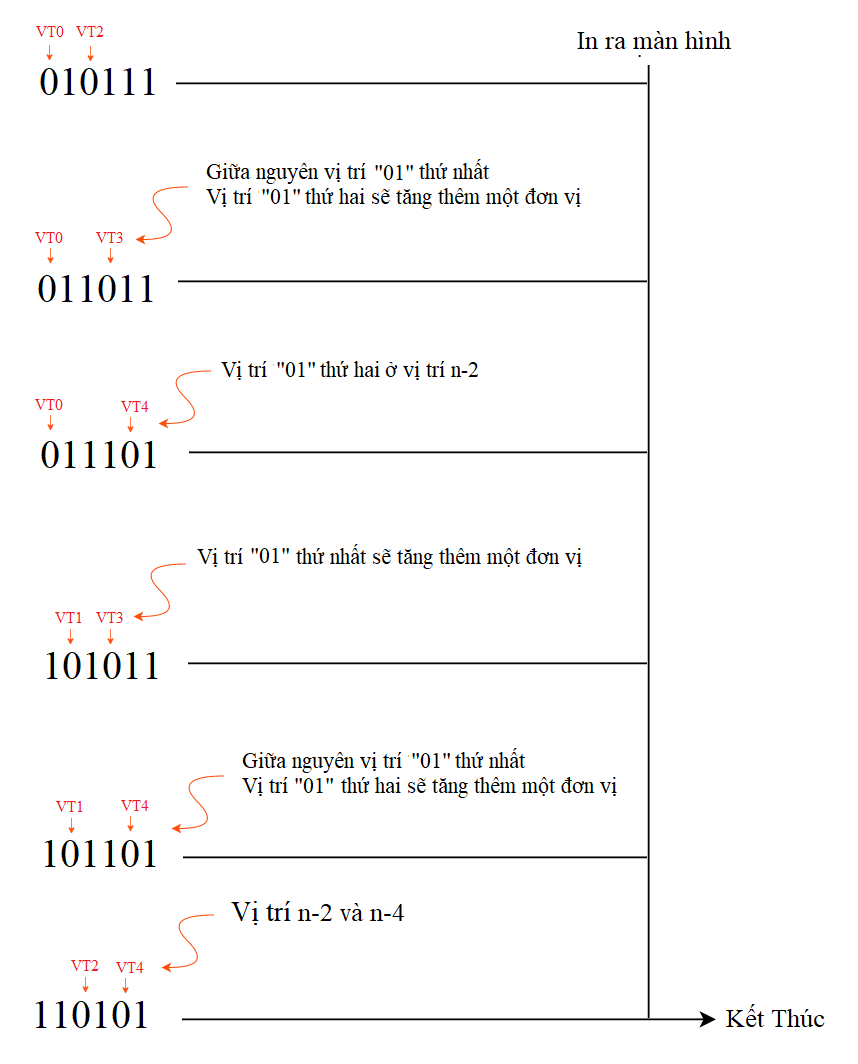 VT0 VT2
In ra màn hình
010111
Giữa nguyên vị trí "01" thứ nhất
Vị trí "01" thứ hai sẽ tăng thêm một đơn vị
VT0 VT3
011011
Vị trí "01" thứ hai ở vị trí n-2
VT0 VT4
011101
Vị trí "01" thứ nhất sẽ tăng thêm một đơn vị
VT1 VT3
101011
Giữa nguyên vị trí "01" thứ nhất
Vị trí "01" thứ hai sẽ tăng thêm một đơn vị
VT1 VT4
101101
Vị trí n-2 và n-4
VT2 VT4
110101
Kết Thúc